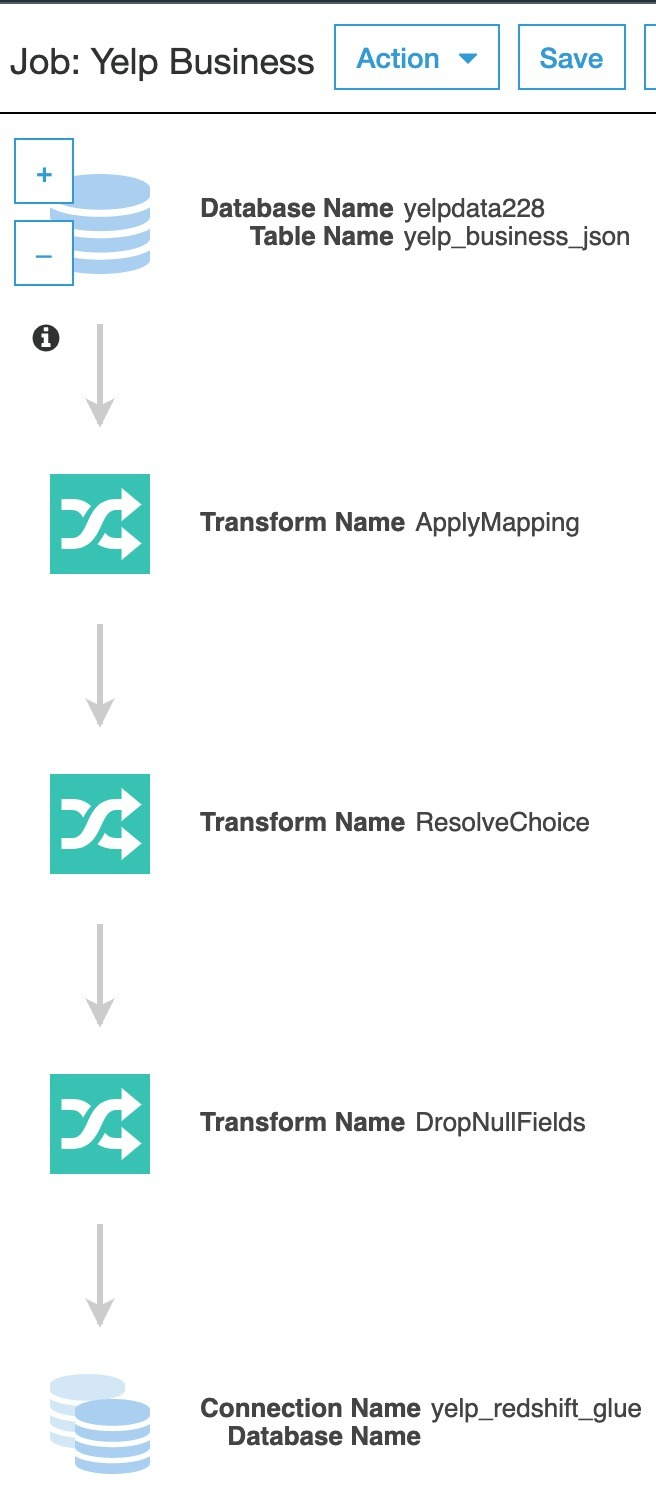 Job: Yelp Business Action Save
+
Database Name yelpdata228
Table Name yelp_business_json
−
Transform Name ApplyMapping
Transform Name ResolveChoice
Transform Name DropNullFields
Connection Name yelp_redshift_glue
Database Name